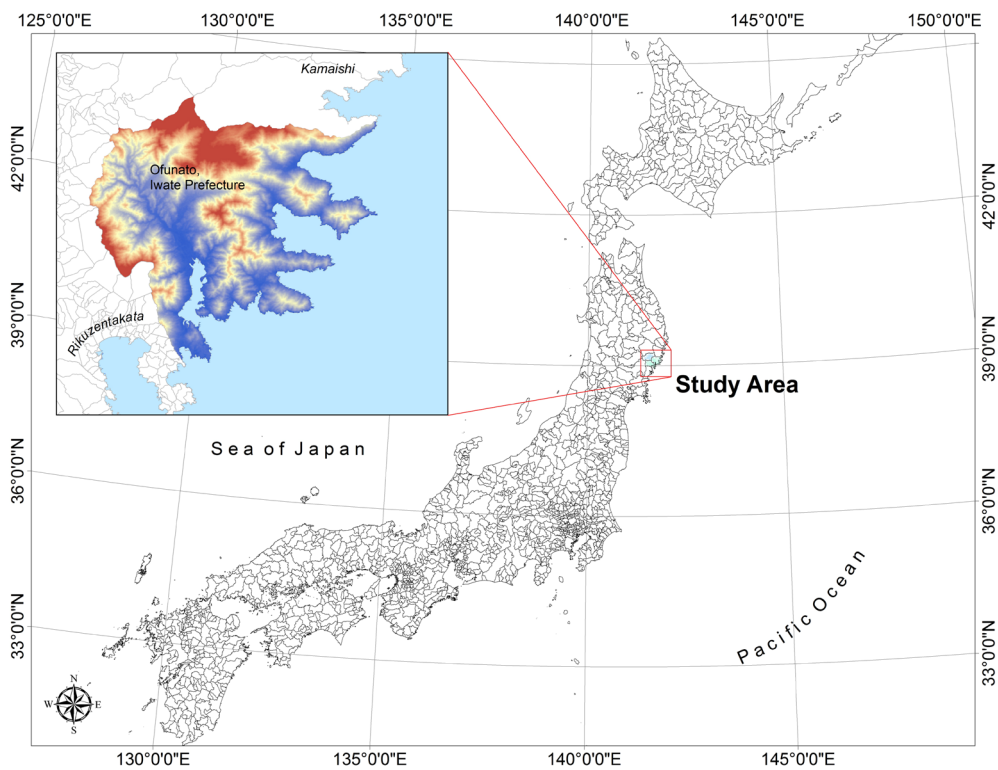 125°0'0"E 130°0'0"E 135°0'0"E 140°0'0"E 145°0'0"E 150°0'0"E
Kamaishi
42°0'0"N
Ofunato,
Iwate Prefecture
42°0'0"N
39°0'0"N
Rikuzentakata
39°0'0"N
Study Area
Sea of Japan
36°0'0"N
36°0'0"N
Pacific Ocean
33°0'0"N
33°0'0"N
N
W E
S
130°0'0"E 135°0'0"E 140°0'0"E 145°0'0"E